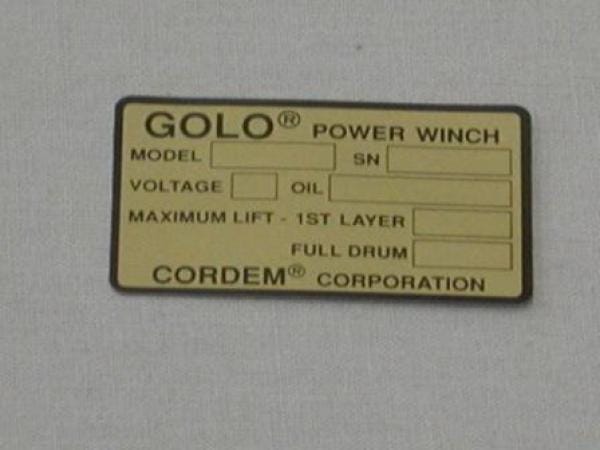 GOLO® POWER WINCH
MODEL SN
VOLTAGE OIL
MAXIMUM LIFT - 1ST LAYER
FULL DRUM
CORDEM® CORPORATION